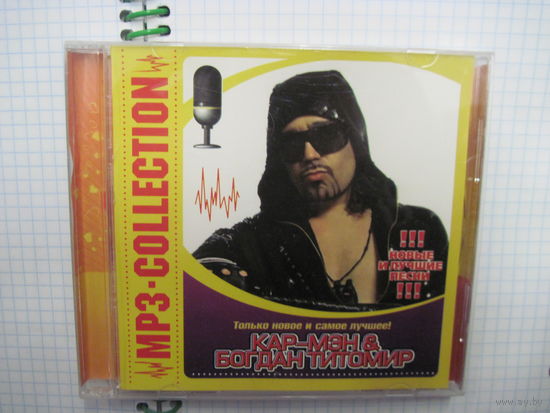 MP3-COLLECTION
!!!
НОВЫЕ
И ЛУЧШИЕ
ПЕСНИ
!!!
Только новое и самое лучшее!
КАР-МЭН &
БОГДАН ТИТОМИР
www.ay.by